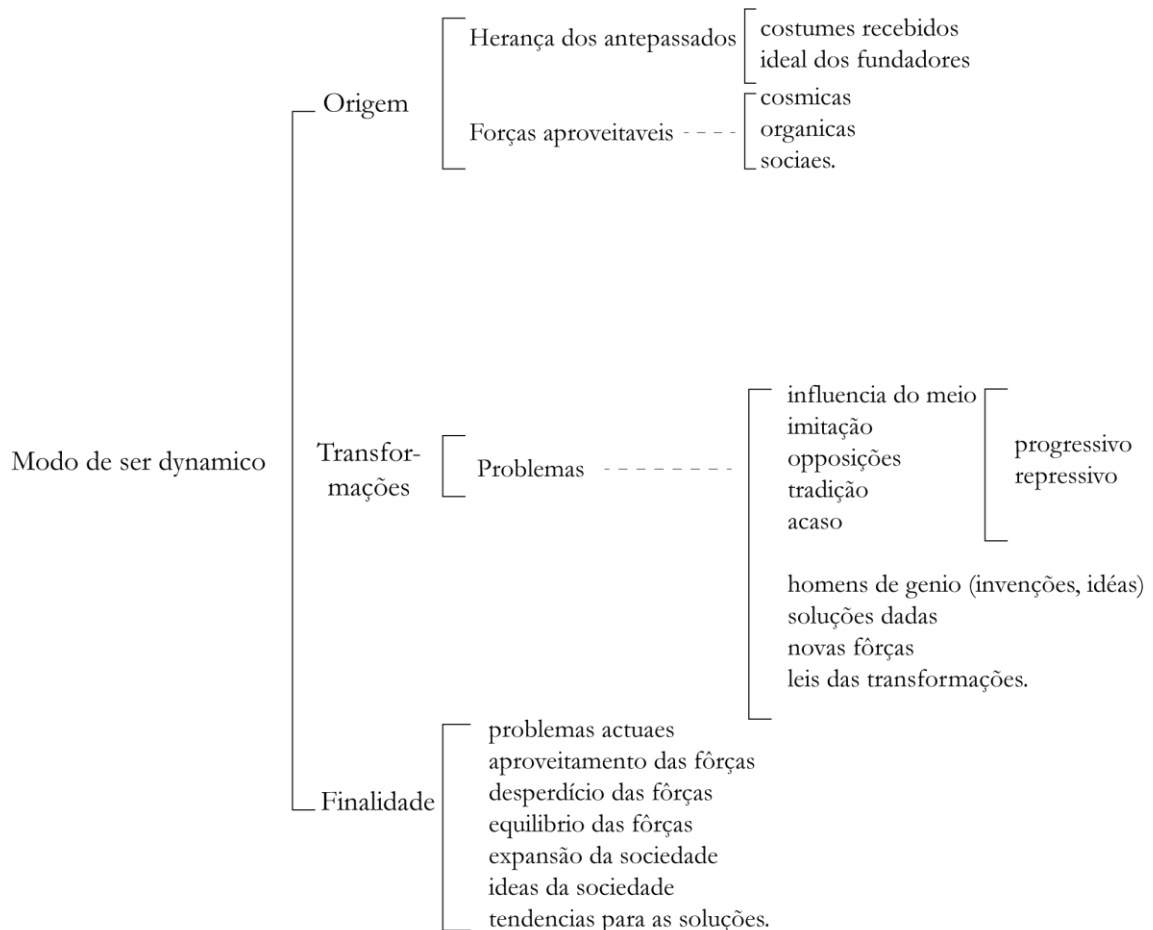 Modo de ser dynamico
Origem
Herança dos antepassados
costumes recebidos
ideal dos fundadores
Forças aproveitaveis
cosmicas
organicas
sociaes.
Transfor-
mações
Problemas
influencia do meio
imitação
opposições
tradição
acaso
progressivo
repressivo
homens de genio (invenções, idéas)
soluções dadas
novas fôrças
leis das transformações.
Finalidade
problemas actuaes
aproveitamento das fôrças
desperdício das fôrças
equilibrio das fôrças
expansão da sociedade
ideas da sociedade
tendencias para as soluções.